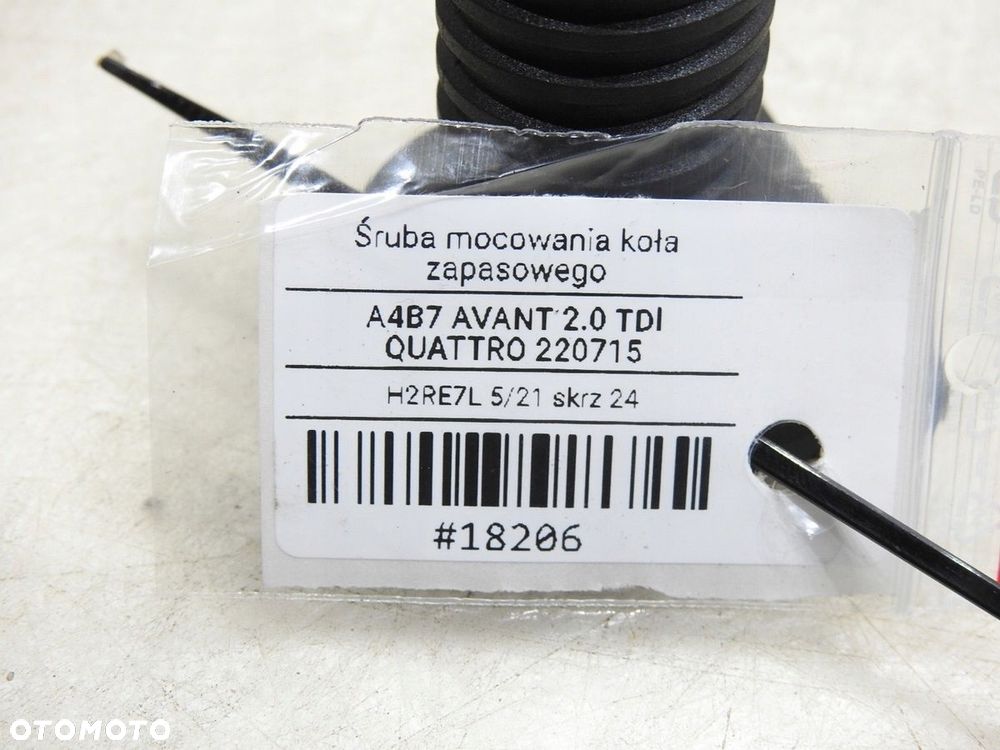 Śruba mocowania koła
zapasowego
A4B7 AVANT 2.0 TDI
QUATTRO 220715
H2RE7L 5/21 skrz 24
#18206
OTOMOTO